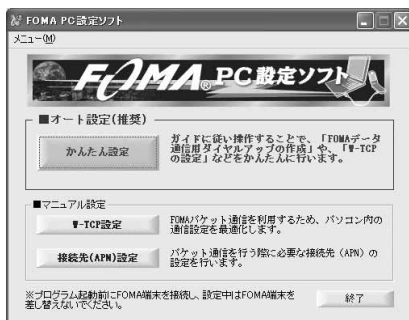 FOMA PC設定ソフト
メニュー(M)
FOMA® PC設定ソフト
■オート設定(推奨)
かんたん設定
ガイドに従い操作することで、「FOMAデータ
通信用ダイヤルアップの作成」や、「W-TCP
の設定」などをかんたんに行います。
■マニュアル設定
W-TCP設定
FOMAパケット通信を利用するため、パソコン内の
通信設定を最適化します。
接続先(APN)設定
パケット通信を行う際に必要な接続先(APN)の
設定を行います。
※プログラム起動前にFOMA端末を接続し、設定中はFOMA端末を
差し替えないでください。
終了